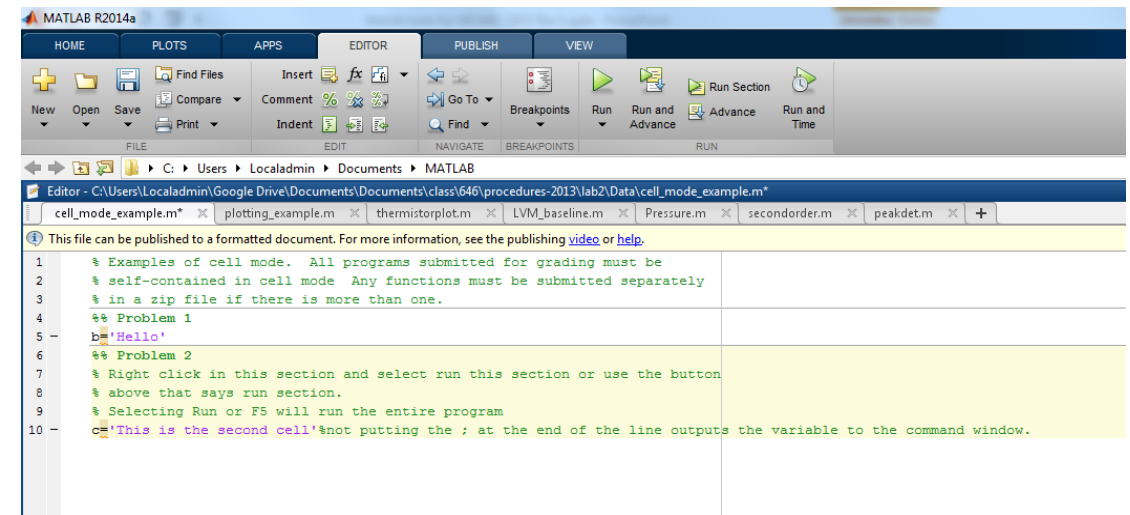 MATLAB R2014a
HOME PLOTS APPS EDITOR PUBLISH VIEW
Find Files Insert fx
New Open Save Compare Comment Go To Breakpoints Run Run and Advance Run Section Advance Run and Time
Print Indent Find
FILE EDIT NAVIGATE BREAKPOINTS RUN
C: Users Localadmin Documents MATLAB
Editor - C:\Users\Localadmin\Google Drive\Documents\Documents\class\646\procedures-2013\lab2\Data\cell_mode_example.m*
cell_mode_example.m* plotting_example.m thermistorplot.m LVM_baseline.m Pressure.m secondorder.m peakdet.m +
This file can be published to a formatted document. For more information, see the publishing video or help.
1 % Examples of cell mode.  All programs submitted for grading must be
2 % self-contained in cell mode  Any functions must be submitted separately
3 % in a zip file if there is more than one.
4 %% Problem 1
5 – b='Hello'
6 %% Problem 2
7 % Right click in this section and select run this section or use the button
8 % above that says run section.
9 % Selecting Run or F5 will run the entire program
10 – c='This is the second cell'%not putting the ; at the end of the line outputs the variable to the command window.